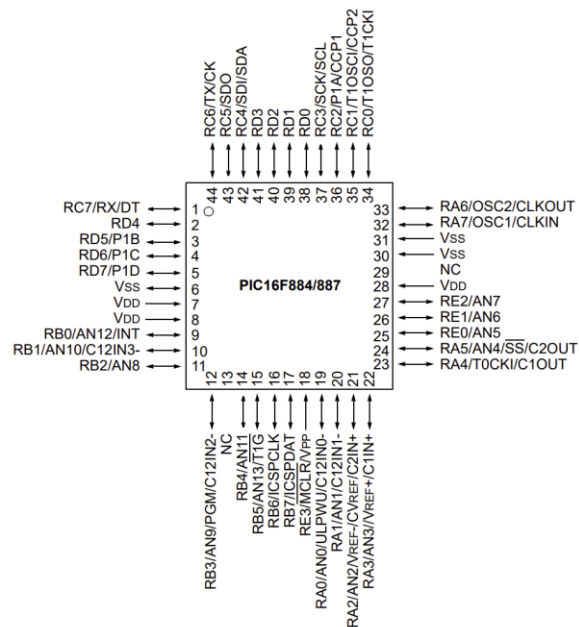 RC6/TX/CK
RC5/SDO
RC4/SDI/SDA
RD3
RD2
RD1
RD0
RC3/SCK/SCL
RC2/P1A/CCP1
RC1/T1OSCI/CCP2
RC0/T1OSO/T1CKI
44
43
42
41
40
39
38
37
36
35
34
RC7/RX/DT 1
RD4 2
RD5/P1B 3
RD6/P1C 4
RD7/P1D 5
VSS 6
VDD 7
VDD 8
RB0/AN12/INT 9
RB1/AN10/C12IN3- 10
RB2/AN8 11
PIC16F884/887
33 RA6/OSC2/CLKOUT
32 RA7/OSC1/CLKIN
31 VSS
30 VSS
29 NC
28 VDD
27 RE2/AN7
26 RE1/AN6
25 RE0/AN5
24 RA5/AN4/SS/C2OUT
23 RA4/T0CKI/C1OUT
12
13
14
15
16
17
18
19
20
21
22
RB3/AN9/PGM/C12IN2-
NC
RB4/AN11
RB5/AN13/T1G
RB6/ICSPCLK
RB7/ICSPDAT
RE3/MCLR/VPP
RA0/AN0/ULPWU/C12IN0-
RA1/AN1/C12IN1-
RA2/AN2/VREF-/CVREF/C2IN+
RA3/AN3//VREF+/C1IN+